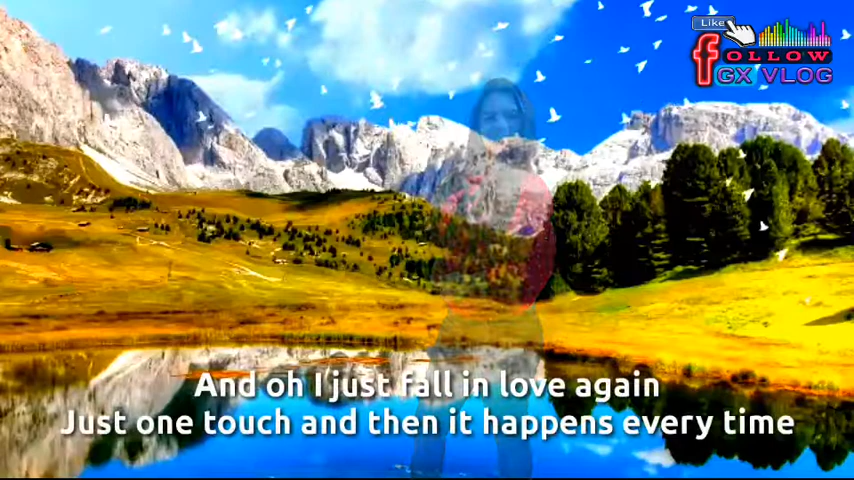 Like
fOLLOW
GX VLOG
And oh I just fall in love again
Just one touch and then it happens every time